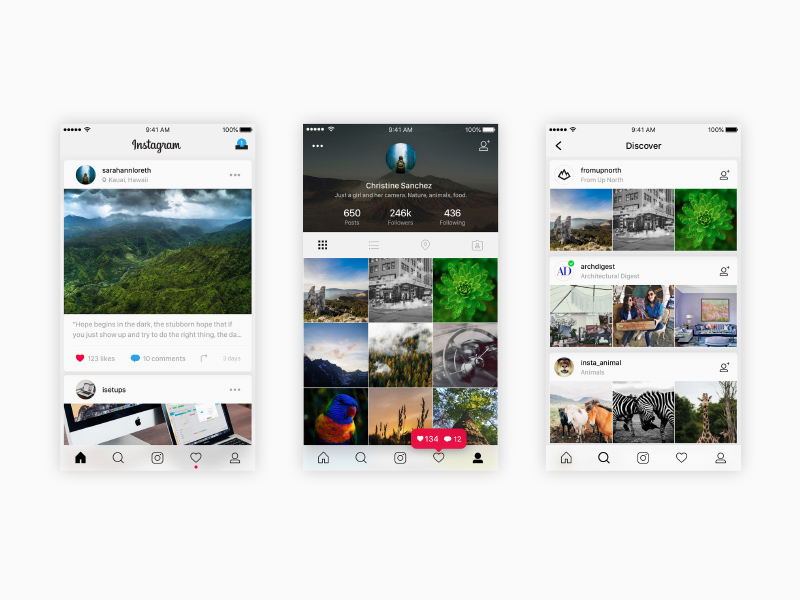 9:41 AM
100%
Instagram
1
sarahannloreth
Kauai, Hawaii
"Hope begins in the dark, the stubborn hope that if
you just show up and try to do the right thing, the da...
123 likes
10 comments
3 days
isetups
9:41 AM
100%
Christine Sanchez
Just a girl and her camera. Nature, animals, food.
650
246k
436
Posts
Followers
Following
134
12
9:41 AM
100%
Discover
fromupnorth
From Up North
AD
archdigest
Architectural Digest
insta_animal
Animals